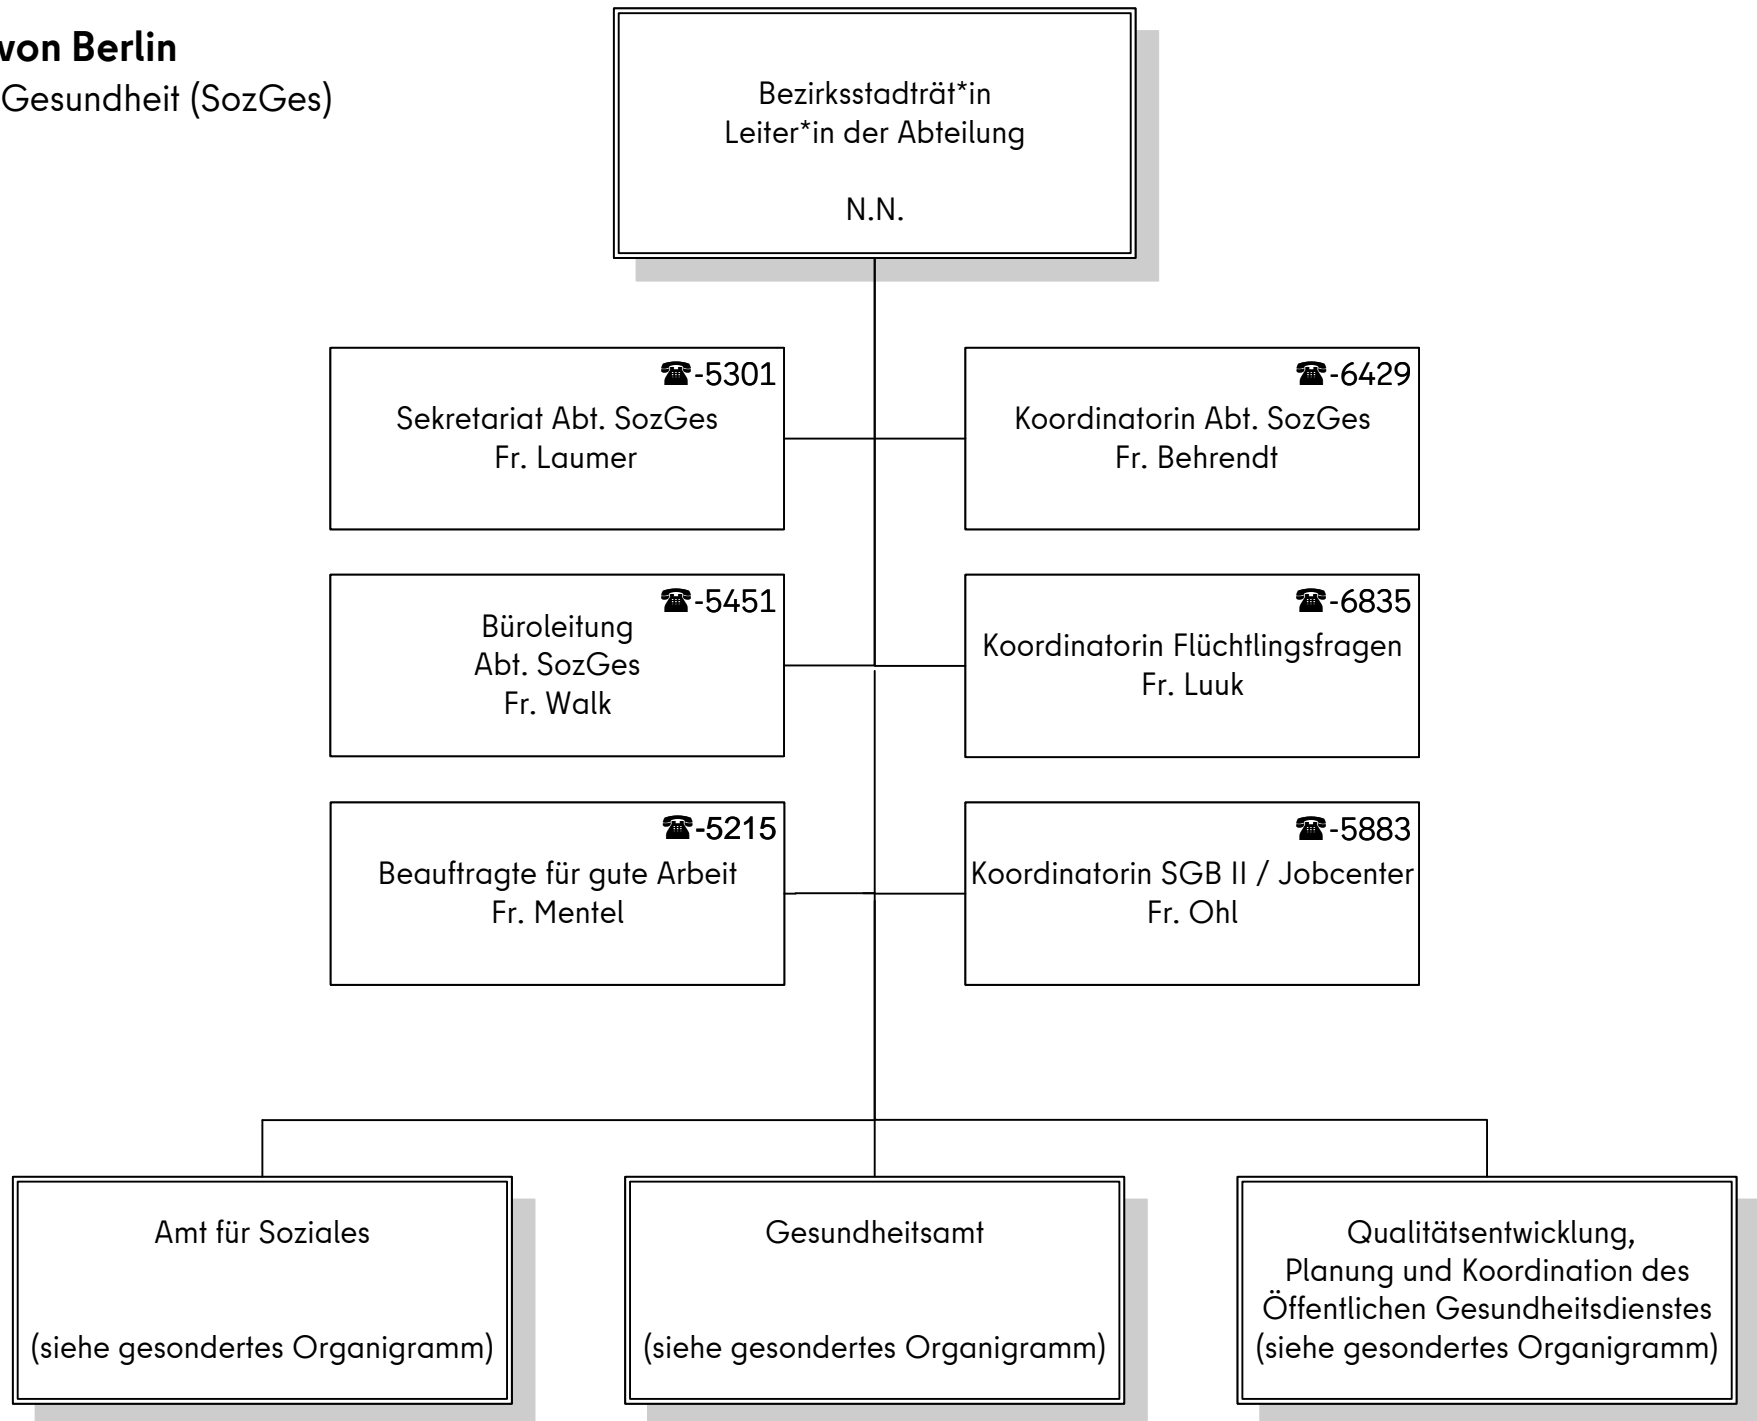 von Berlin
Gesundheit (SozGes)
Bezirksstadträt*in
Leiter*in der Abteilung
N.N.
☎-5301
Sekretariat Abt. SozGes
Fr. Laumer
☎-6429
Koordinatorin Abt. SozGes
Fr. Behrendt
☎-5451
Büroleitung
Abt. SozGes
Fr. Walk
☎-6835
Koordinatorin Flüchtlingsfragen
Fr. Luuk
☎-5215
Beauftragte für gute Arbeit
Fr. Mentel
☎-5883
Koordinatorin SGB II / Jobcenter
Fr. Ohl
Amt für Soziales
(siehe gesondertes Organigramm)
Gesundheitsamt
(siehe gesondertes Organigramm)
Qualitätsentwicklung,
Planung und Koordination des
Öffentlichen Gesundheitsdienstes
(siehe gesondertes Organigramm)